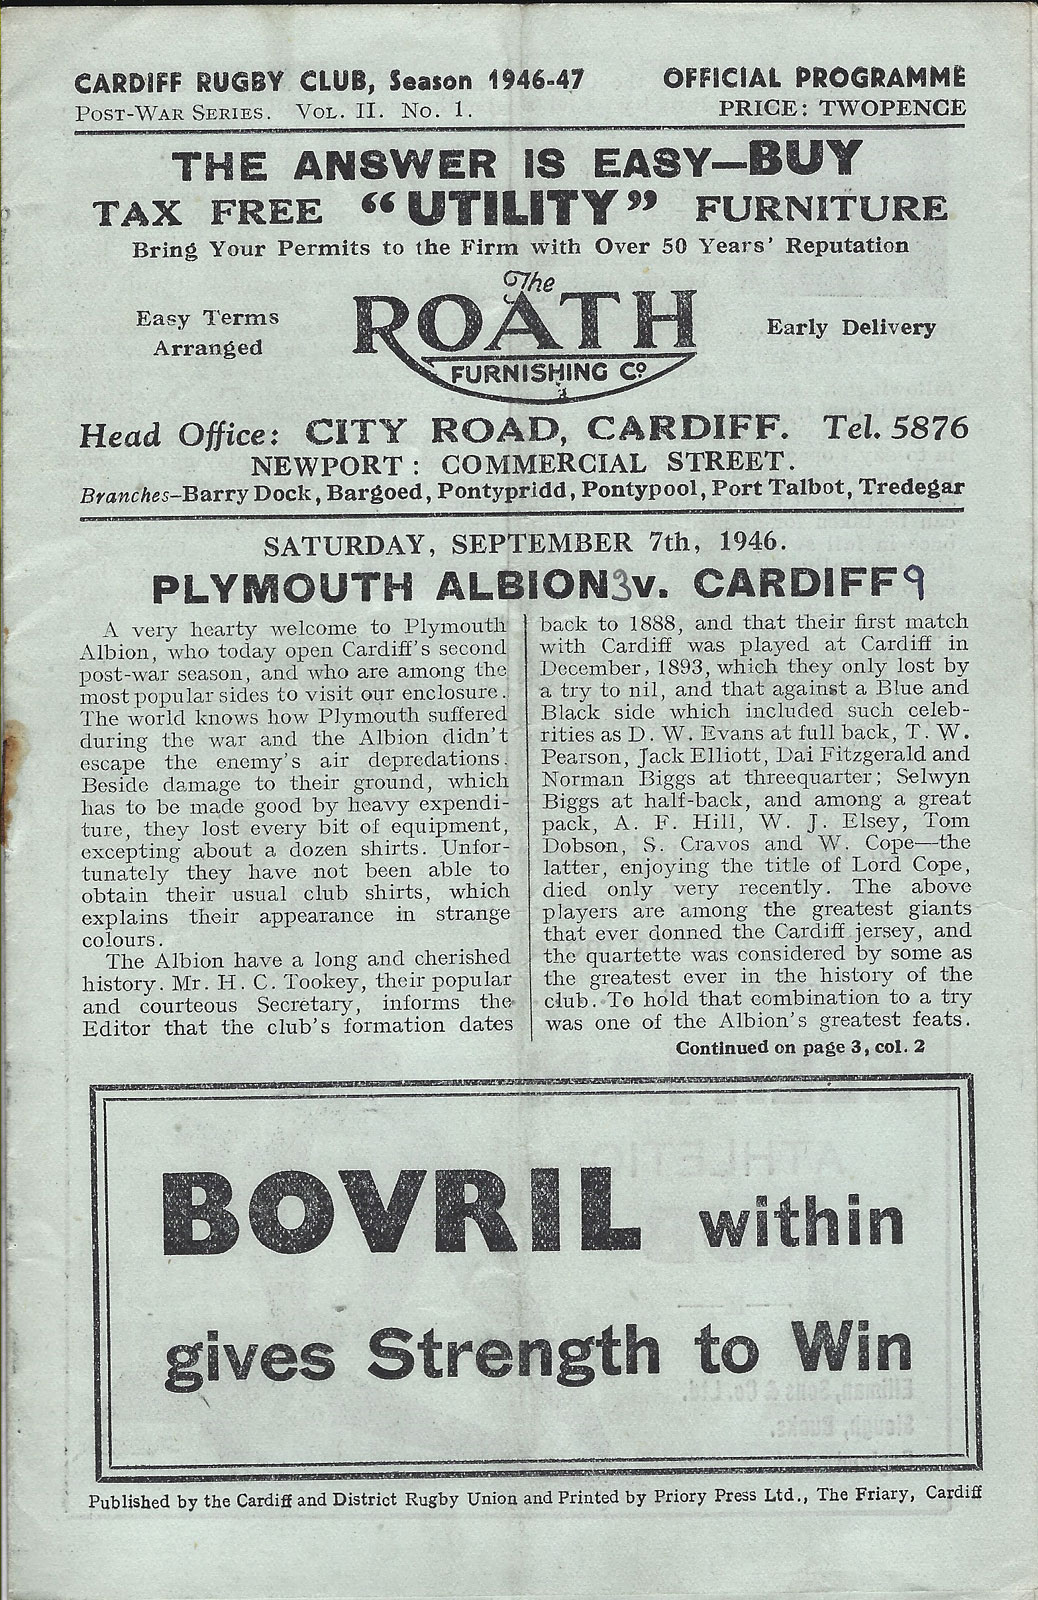 CARDIFF RUGBY CLUB, Season 1946-47 OFFICIAL PROGRAMME
POST-WAR SERIES. VOL. II. NO. 1. PRICE: TWOPENCE
THE ANSWER IS EASY—BUY
TAX FREE "UTILITY" FURNITURE
Bring Your Permits to the Firm with Over 50 Years' Reputation
Easy Terms
Arranged
The
ROATH
FURNISHING Co.
Early Delivery
Head Office: CITY ROAD, CARDIFF. Tel. 5876
NEWPORT: COMMERCIAL STREET.
Branches-Barry Dock, Bargoed, Pontypridd, Pontypool, Port Talbot, Tredegar
SATURDAY, SEPTEMBER 7th, 1946.
PLYMOUTH ALBION 3 v. CARDIFF 9
A very hearty welcome to Plymouth
Albion, who today open Cardiff's second
post-war season, and who are among the
most popular sides to visit our enclosure.
The world knows how Plymouth suffered
during the war and the Albion didn't
escape the enemy's air depredations.
Beside damage to their ground, which
has to be made good by heavy expendi-
ture, they lost every bit of equipment,
excepting about a dozen shirts. Unfor-
tunately they have not been able to
obtain their usual club shirts, which
explains their appearance in strange
colours.
The Albion have a long and cherished
history. Mr. H. C. Tookey, their popular
and courteous Secretary, informs the
Editor that the club's formation dates
back to 1888, and that their first match
with Cardiff was played at Cardiff in
December, 1893, which they only lost by
a try to nil, and that against a Blue and
Black side which included such celeb-
rities as D. W. Evans at full back, T. W.
Pearson, Jack Elliott, Dai Fitzgerald and
Norman Biggs at threequarter; Selwyn
Biggs at half-back, and among a great
pack, A. F. Hill, W. J. Elsey, Tom
Dobson, S. Cravos and W. Cope—the
latter, enjoying the title of Lord Cope,
died only very recently. The above
players are among the greatest giants
that ever donned the Cardiff jersey, and
the quartette was considered by some as
the greatest ever in the history of the
club. To hold that combination to a try
was one of the Albion's greatest feats.
Continued on page 3, col. 2
BOVRIL within
gives Strength to Win
Published by the Cardiff and District Rugby Union and Printed by Priory Press Ltd., The Friary, Cardiff